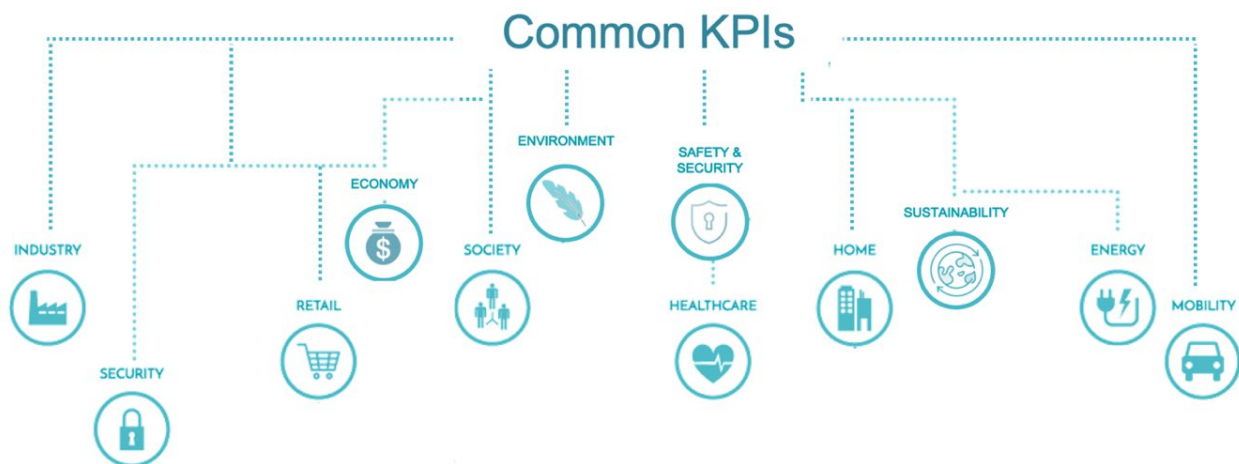 Common KPIs
ENVIRONMENT
SAFETY &
SECURITY
ECONOMY
SUSTAINABILITY
INDUSTRY
SOCIETY
HOME
ENERGY
RETAIL
HEALTHCARE
MOBILITY
SECURITY
$